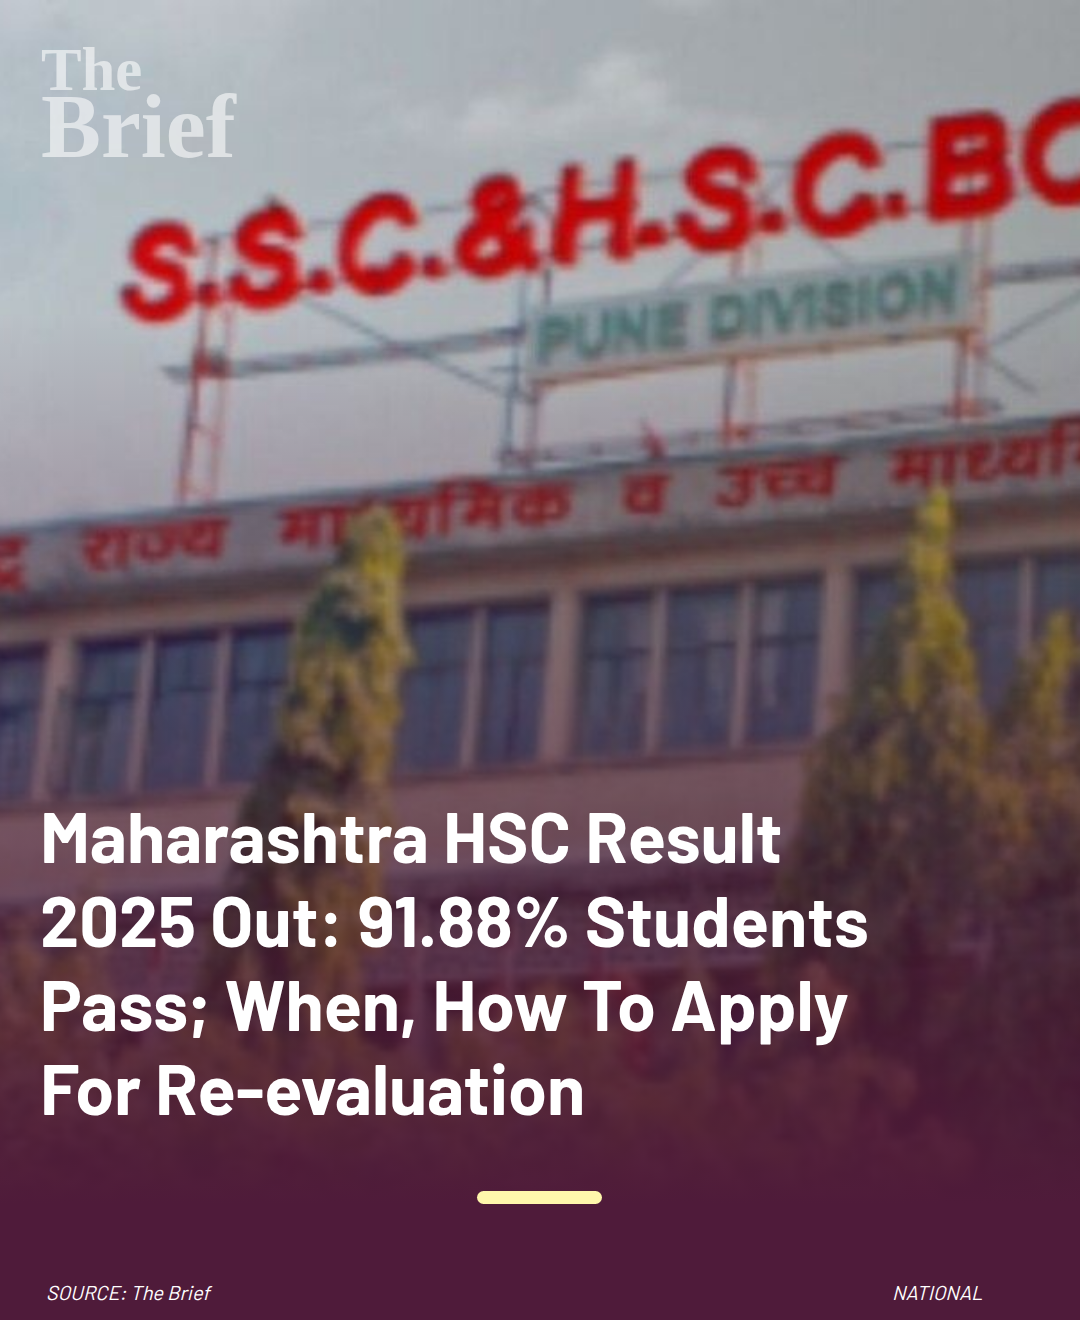 The
Brief
S.S.C.&H.S.C.BO
PUNE DIVISION
राज्य माध्यमिक व उच्च
Maharashtra HSC Result
2025 Out: 91.88% Students
Pass; When, How To Apply
For Re-evaluation
SOURCE: The Brief
NATIONAL